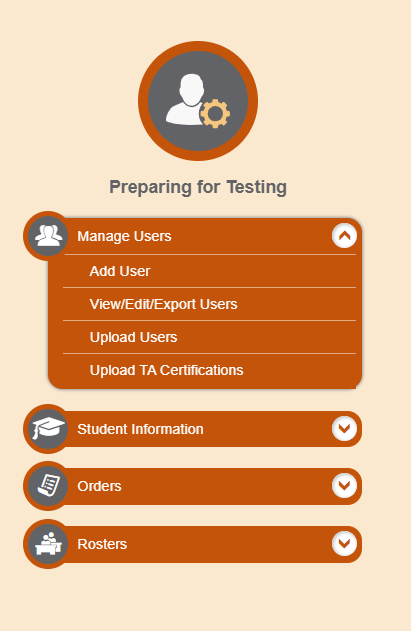 Preparing for Testing
Manage Users
Add User
View/Edit/Export Users
Upload Users
Upload TA Certifications
Student Information
Orders
Rosters